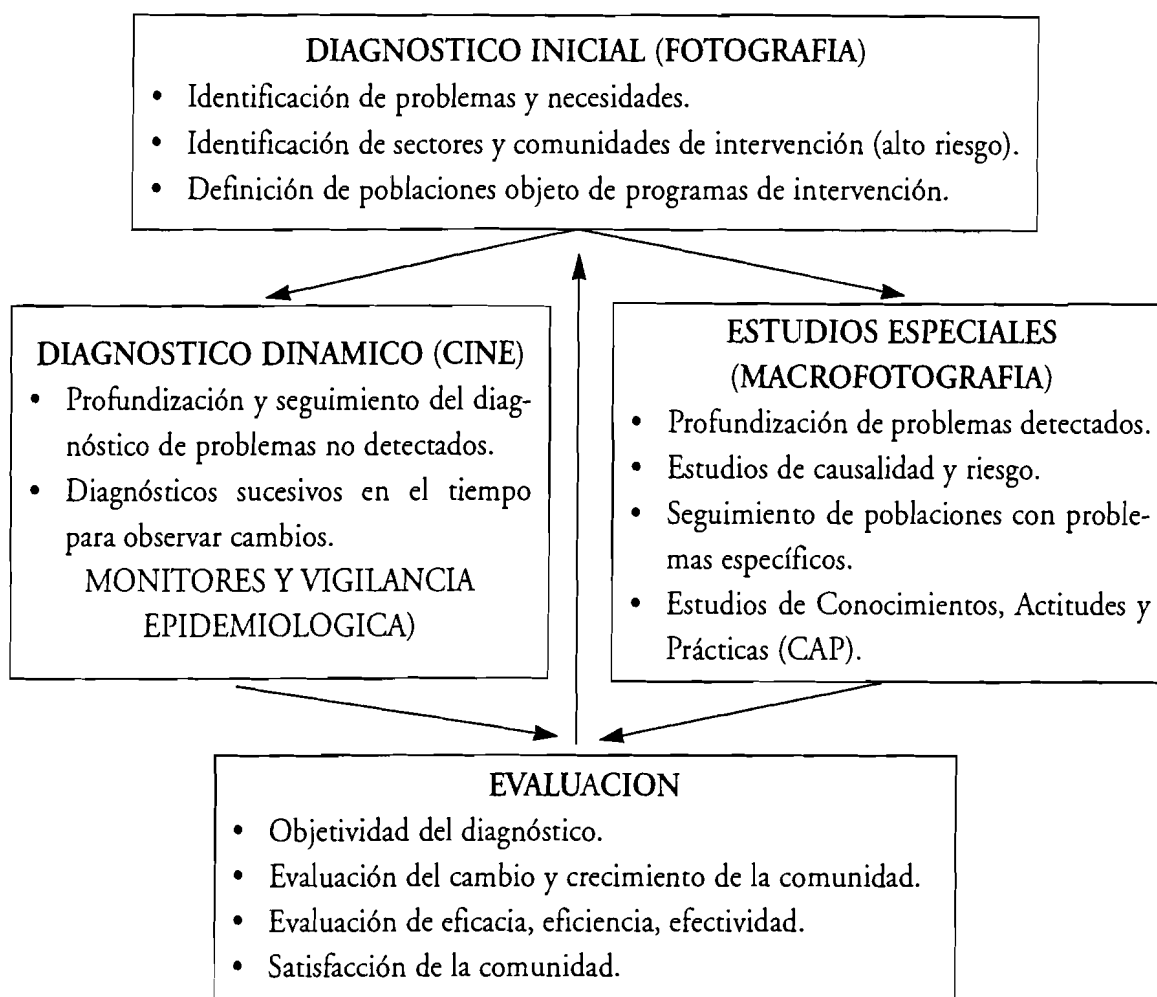 DIAGNOSTICO INICIAL (FOTOGRAFIA)
• Identificación de problemas y necesidades.
• Identificación de sectores y comunidades de intervención (alto riesgo).
• Definición de poblaciones objeto de programas de intervención.
DIAGNOSTICO DINAMICO (CINE)
• Profundización y seguimiento del diag-
nóstico de problemas no detectados.
• Diagnósticos sucesivos en el tiempo
para observar cambios.
MONITORES Y VIGILANCIA
EPIDEMIOLOGICA)
ESTUDIOS ESPECIALES
(MACROFOTOGRAFIA)
• Profundización de problemas detectados.
• Estudios de causalidad y riesgo.
• Seguimiento de poblaciones con proble-
mas específicos.
• Estudios de Conocimientos, Actitudes y
Prácticas (CAP).
EVALUACION
• Objetividad del diagnóstico.
• Evaluación del cambio y crecimiento de la comunidad.
• Evaluación de eficacia, eficiencia, efectividad.
• Satisfacción de la comunidad.